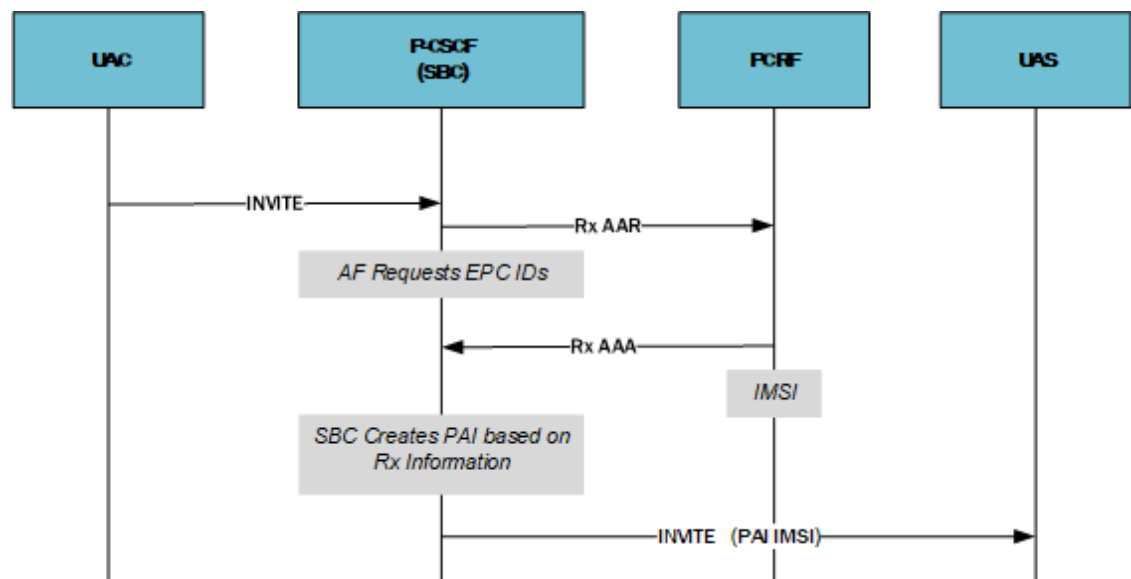 UAC
P-CSCF
(SBC)
PCRF
UAS
INVITE
Rx AAR
AF Requests EPC IDs
Rx AAA
IMSI
SBC Creates PAI based on
Rx Information
INVITE (PAI IMSI)